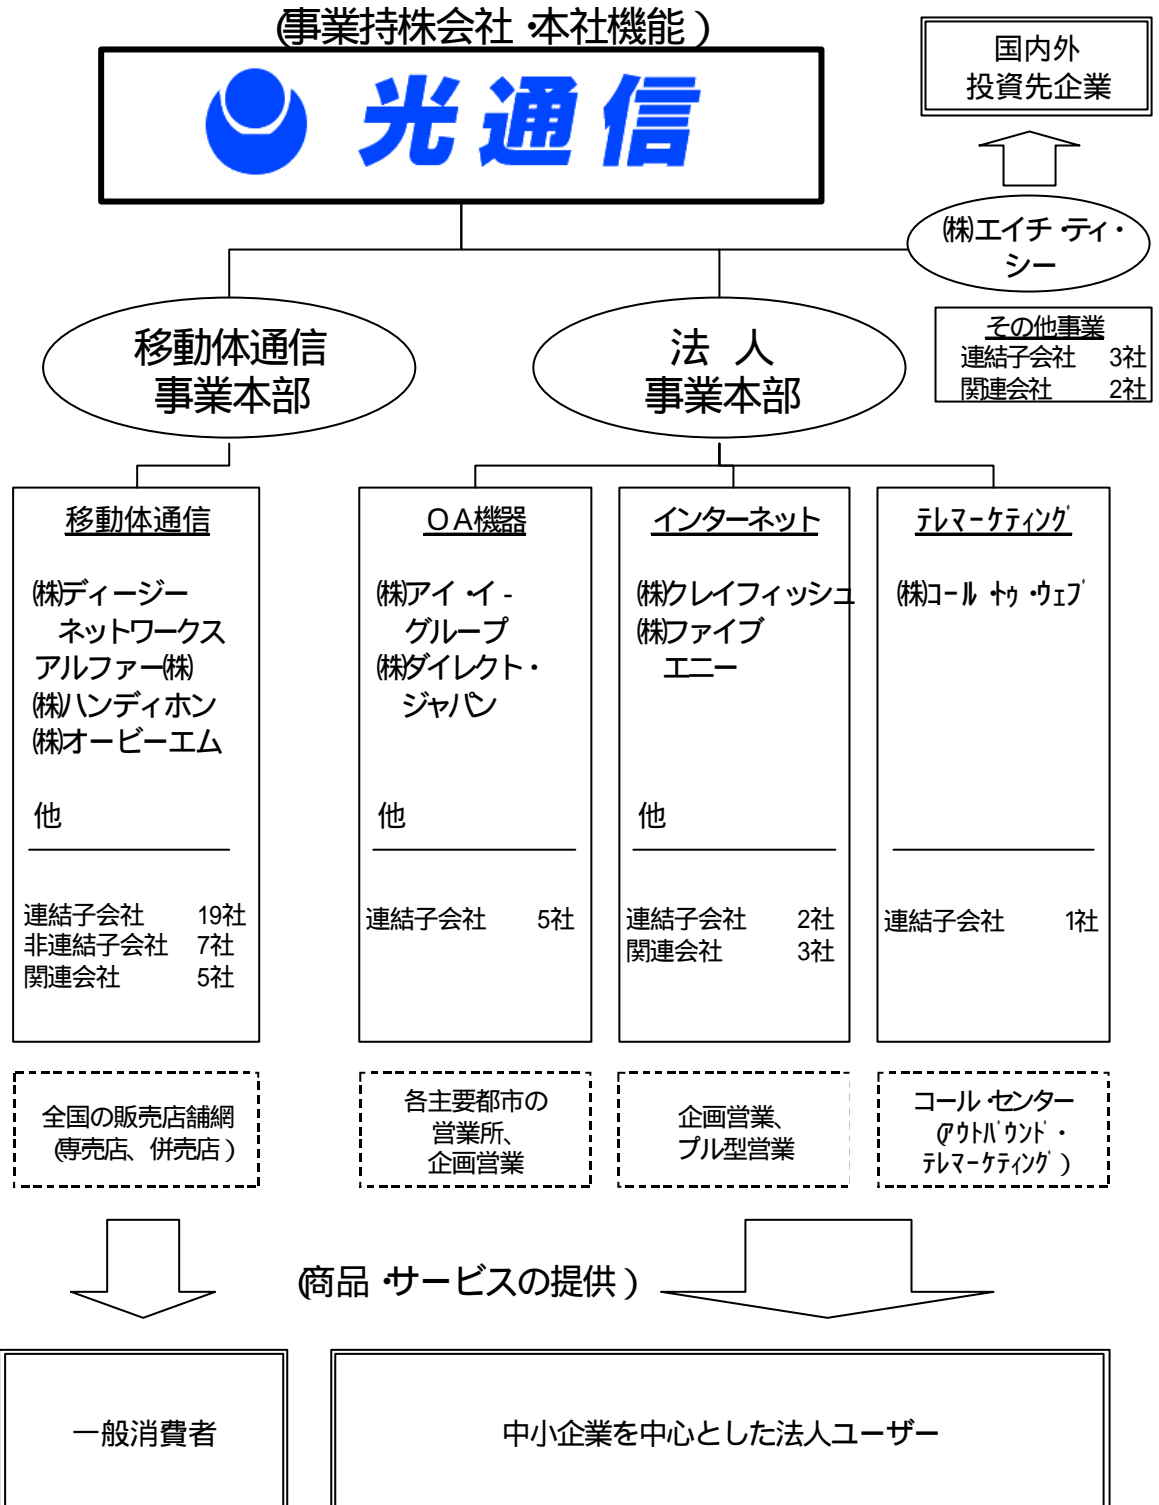 (事業持株会社・本社機能)
光通信
国内外
投資先企業
(株)エイチ・ティ・
シー
その他事業
連結子会社 3社
関連会社 2社
移動体通信
事業本部
法 人
事業本部
移動体通信
(株)ディージー
ネットワークス
アルファー(株)
(株)ハンディホン
(株)オービーエム
他
連結子会社 19社
非連結子会社 7社
関連会社 5社
OA機器
(株)アイ・イ-
グループ
(株)ダイレクト・
ジャパン
他
連結子会社 5社
インターネット
(株)クレイフィッシュ
(株)ファイブ
エニー
他
連結子会社 2社
関連会社 3社
テレマーケティング
(株)コール・トゥ・ウェブ
連結子会社 1社
全国の販売店舗網
(専売店、併売店)
各主要都市の
営業所、
企画営業
企画営業、
プル型営業
コール・センター
(アウトバウンド・
テレマーケティング)
(商品・サービスの提供)
一般消費者
中小企業を中心とした法人ユーザー